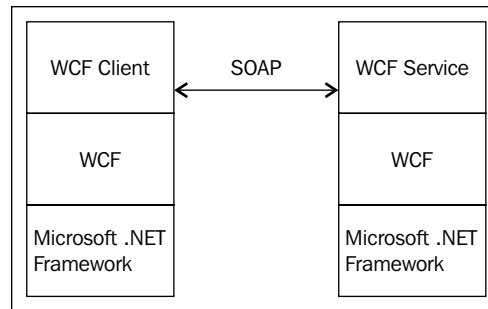 WCF Client
SOAP
WCF Service
WCF
WCF
Microsoft .NET
Framework
Microsoft .NET
Framework